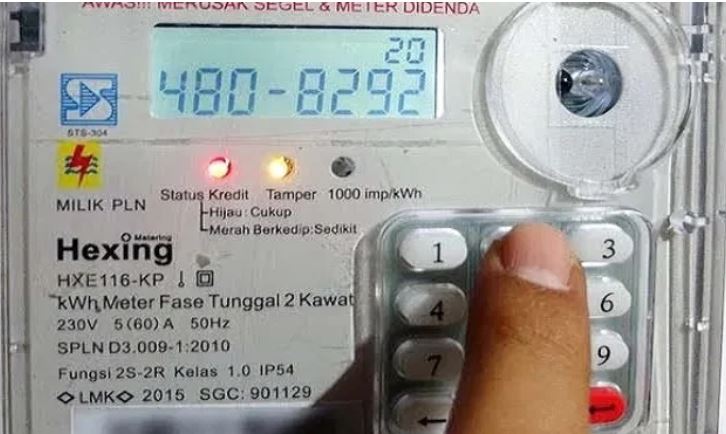 AWAS!!! MERUSAK SEGEL & METER DIDENDA
20
480-8292
STS-304
MILIK PLN
Status Kredit Tamper 1000 imp/kWh
Hijau: Cukup
Merah Berkedip: Sedikit
Hexing
Metering
HXE116-KP
kWh Meter Fase Tunggal 2 Kawat
230V 5(60)A 50Hz
SPLN D3.009-1:2010
Fungsi 2S-2R Kelas 1.0 IP54
LMK 2015 SGC: 901129
1 3
4 6
7 9